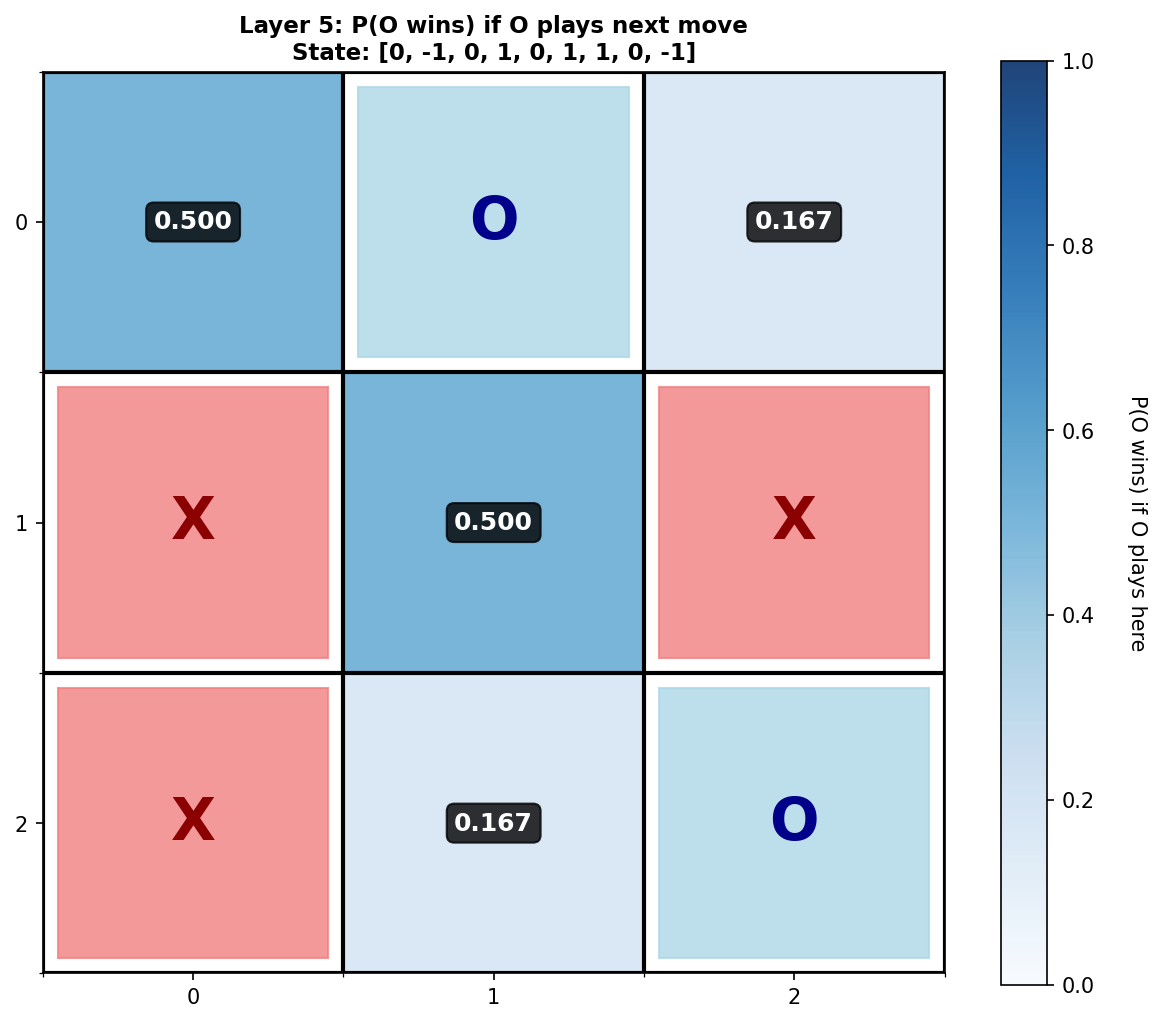 Layer 5: P(O wins) if O plays next move
State: [0, -1, 0, 1, 0, 1, 1, 0, -1]
0.500 O 0.167
X 0.500 X
X 0.167 O
0
1
2
0 1 2
1.0
0.8
0.6
0.4
0.2
0.0
P(O wins) if O plays here